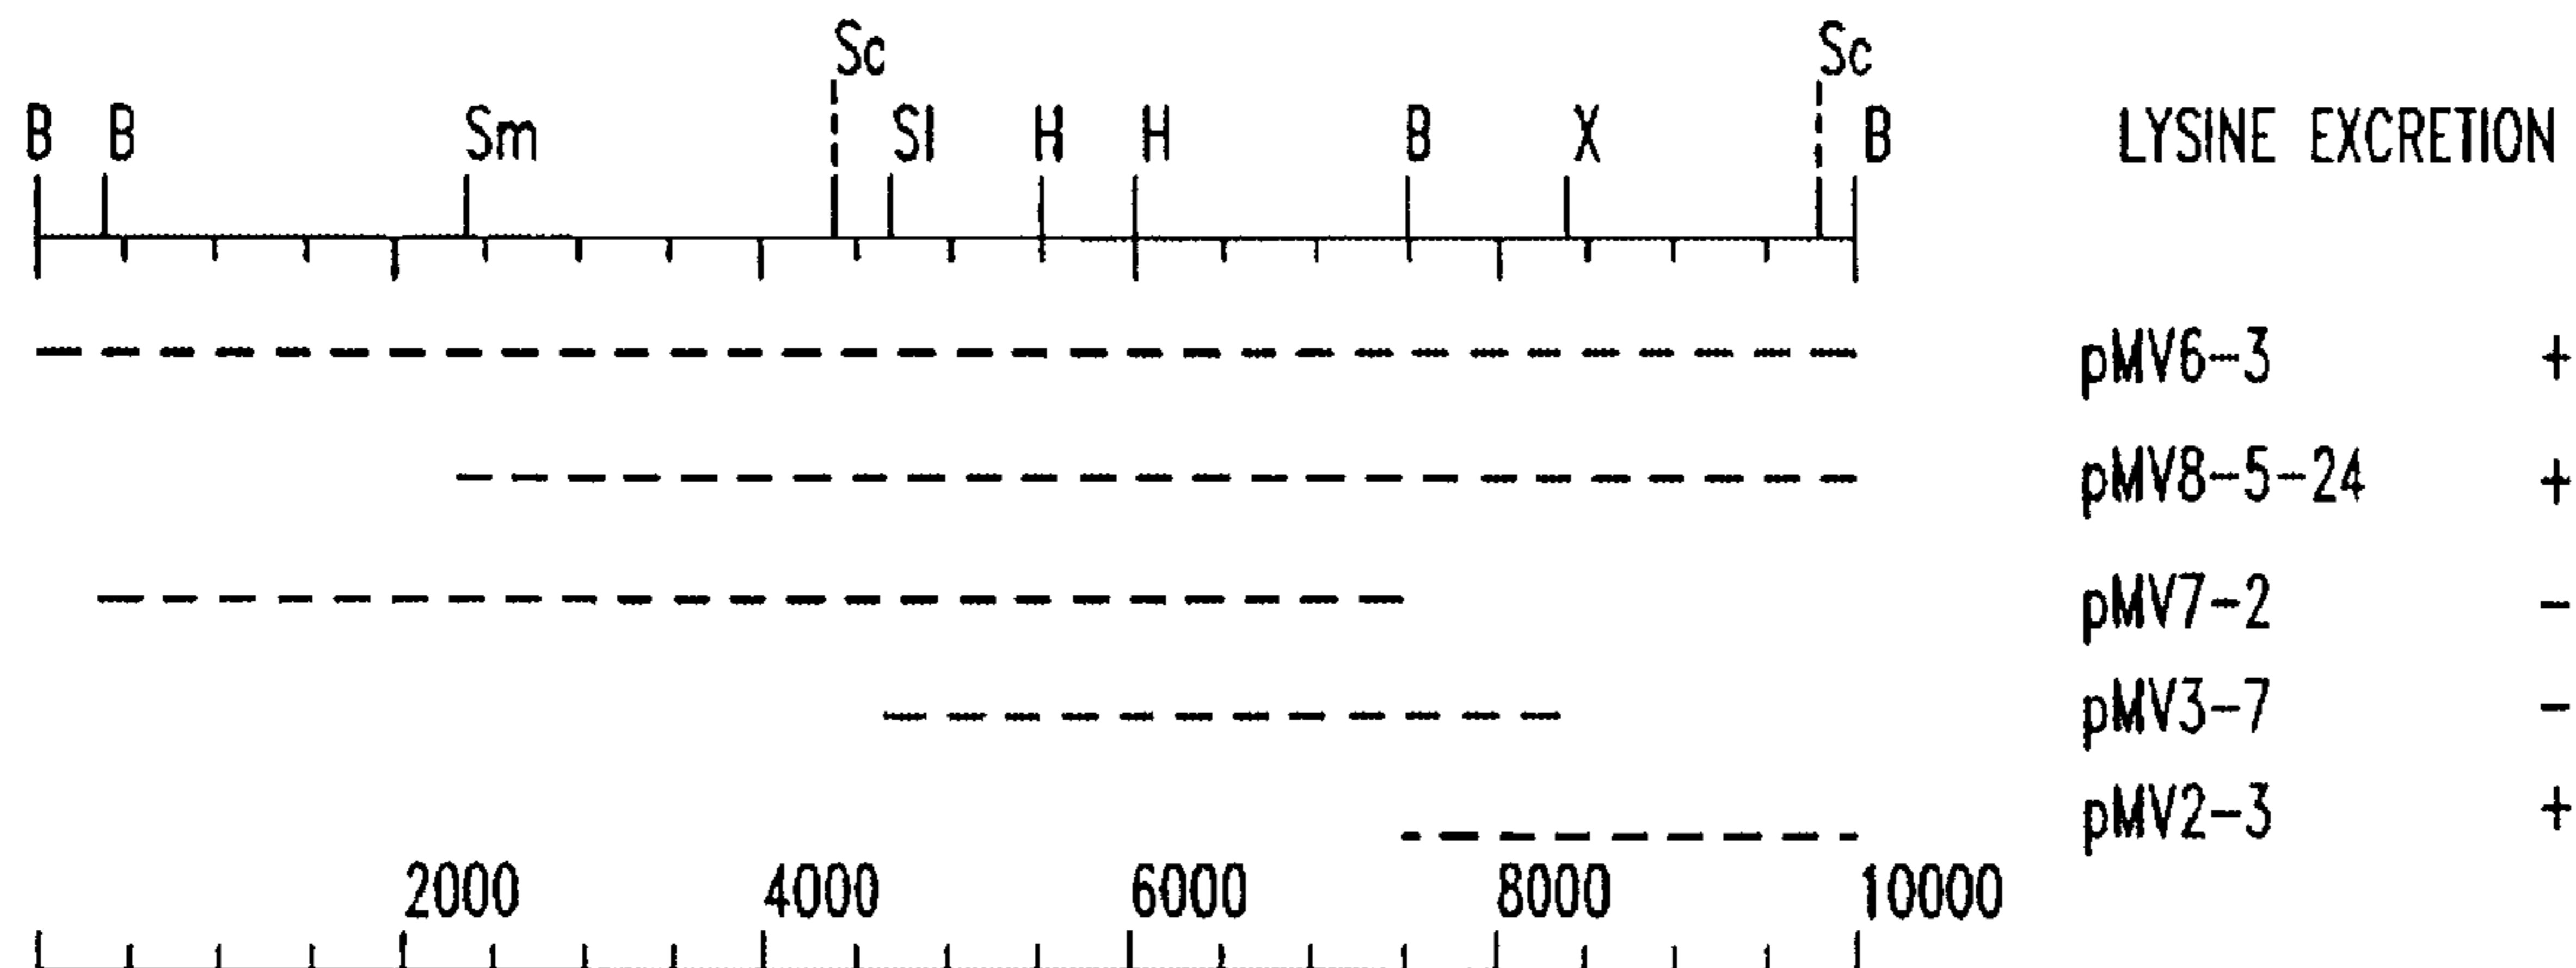 Sc Sc
B B Sm Sl H H B X B LYSINE EXCRETION
pMV6-3 +
pMV8-5-24 +
pMV7-2 -
pMV3-7 -
pMV2-3 +
2000 4000 6000 8000 10000